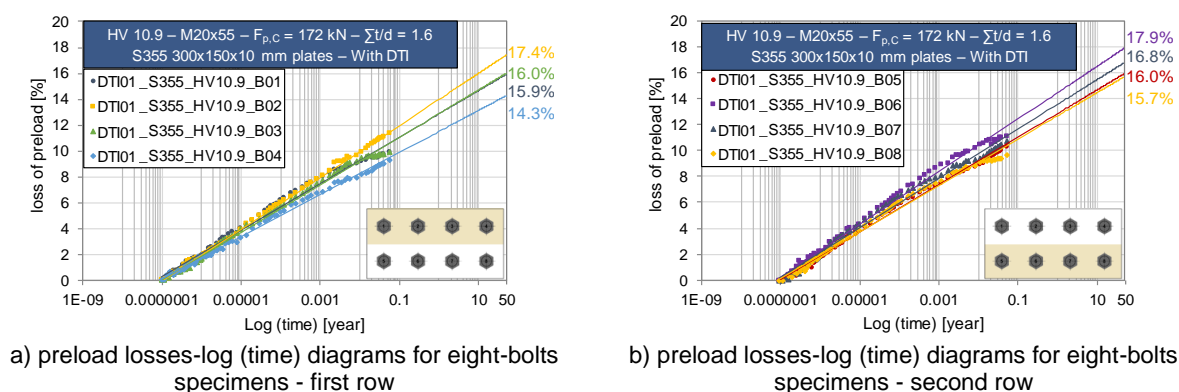 20
18
16
14
12
10
8
6
4
2
0
loss of preload [%]
HV 10.9 – M20x55 – Fp,C = 172 kN – ∑t/d = 1.6
S355 300x150x10 mm plates – With DTI
DTI01_S355_HV10.9_B01
DTI01_S355_HV10.9_B02
DTI01_S355_HV10.9_B03
DTI01_S355_HV10.9_B04
17.4%
16.0%
15.9%
14.3%
1E-09 0.0000001 0.00001 0.001 0.1 10 50
Log (time) [year]
a) preload losses-log (time) diagrams for eight-bolts
specimens - first row
20
18
16
14
12
10
8
6
4
2
0
loss of preload [%]
HV 10.9 – M20x55 – Fp,C = 172 kN – ∑t/d = 1.6
S355 300x150x10 mm plates – With DTI
DTI01_S355_HV10.9_B05
DTI01_S355_HV10.9_B06
DTI01_S355_HV10.9_B07
DTI01_S355_HV10.9_B08
17.9%
16.8%
16.0%
15.7%
1E-09 0.0000001 0.00001 0.001 0.1 10 50
Log (time) [year]
b) preload losses-log (time) diagrams for eight-bolts
specimens - second row